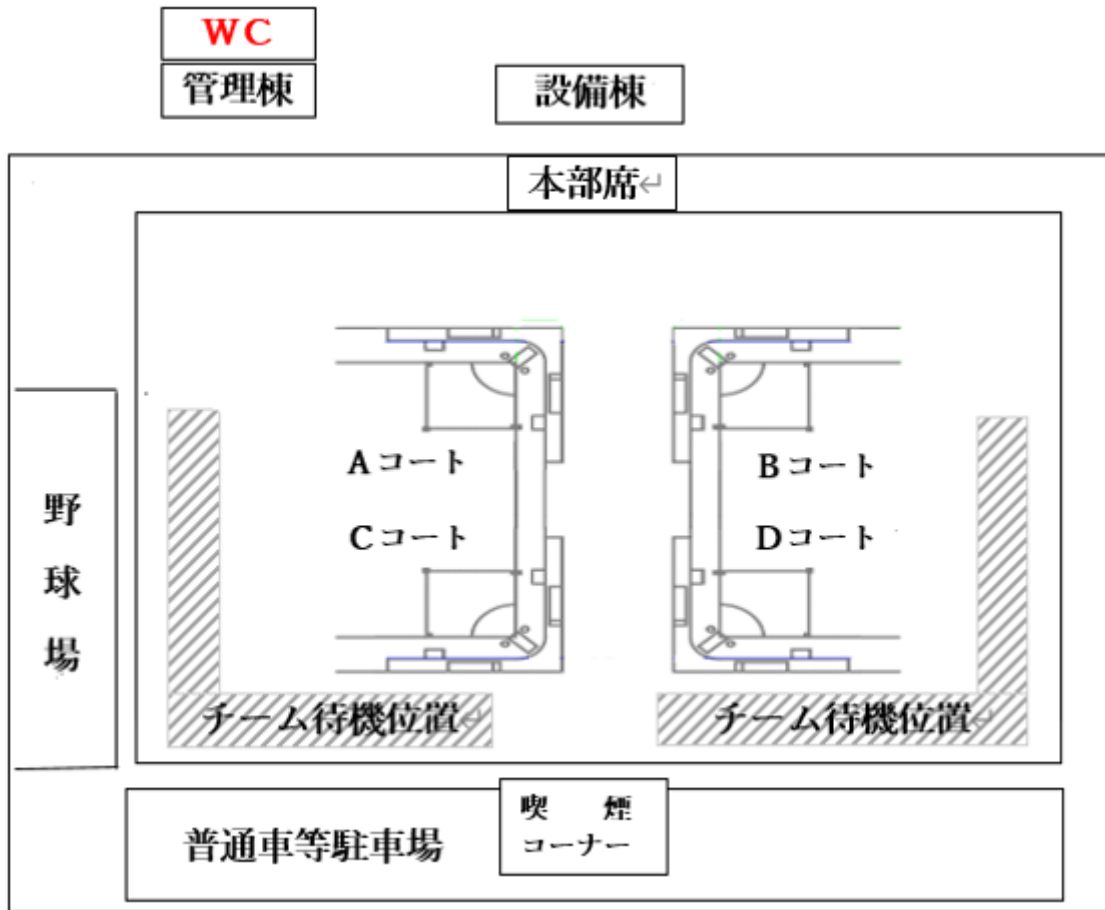 WC
管理棟
設備棟
本部席↵
Aコート
Bコート
Cコート
Dコート
野球場
チーム待機位置↵
チーム待機位置↵
喫　煙
コーナー
普通車等駐車場